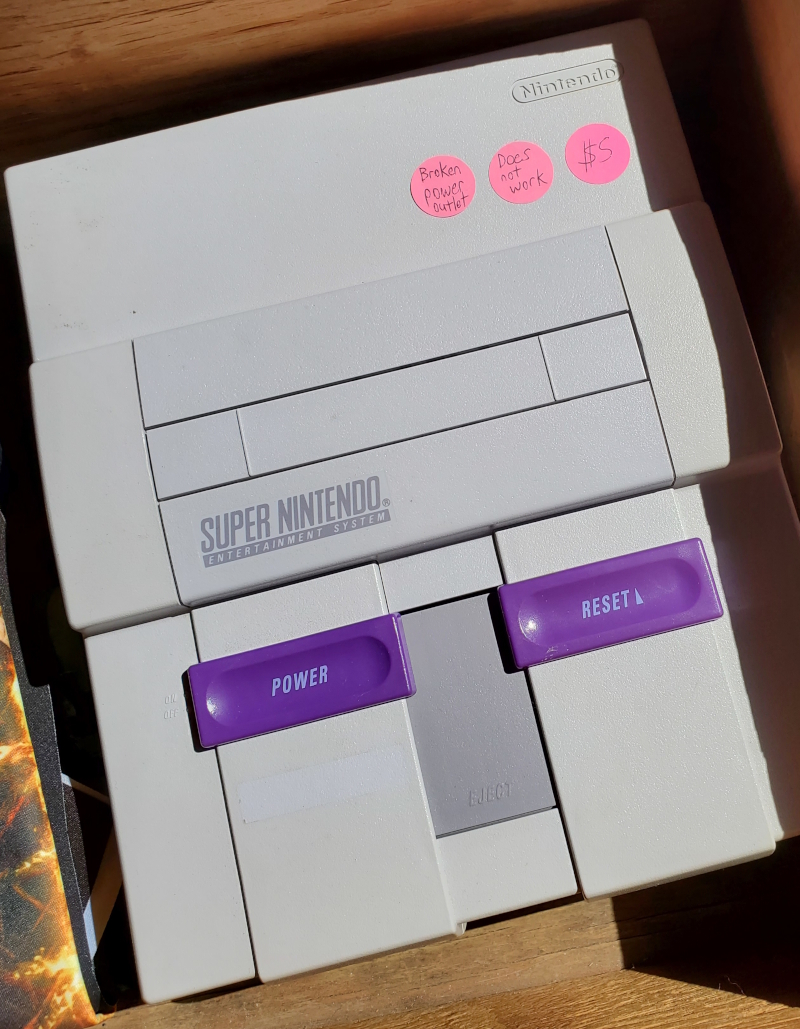 Nintendo
Broken
power
outlet
Does
not
work
$5
SUPER NINTENDO®
ENTERTAINMENT SYSTEM
RESET
POWER
ON
OFF
EJECT